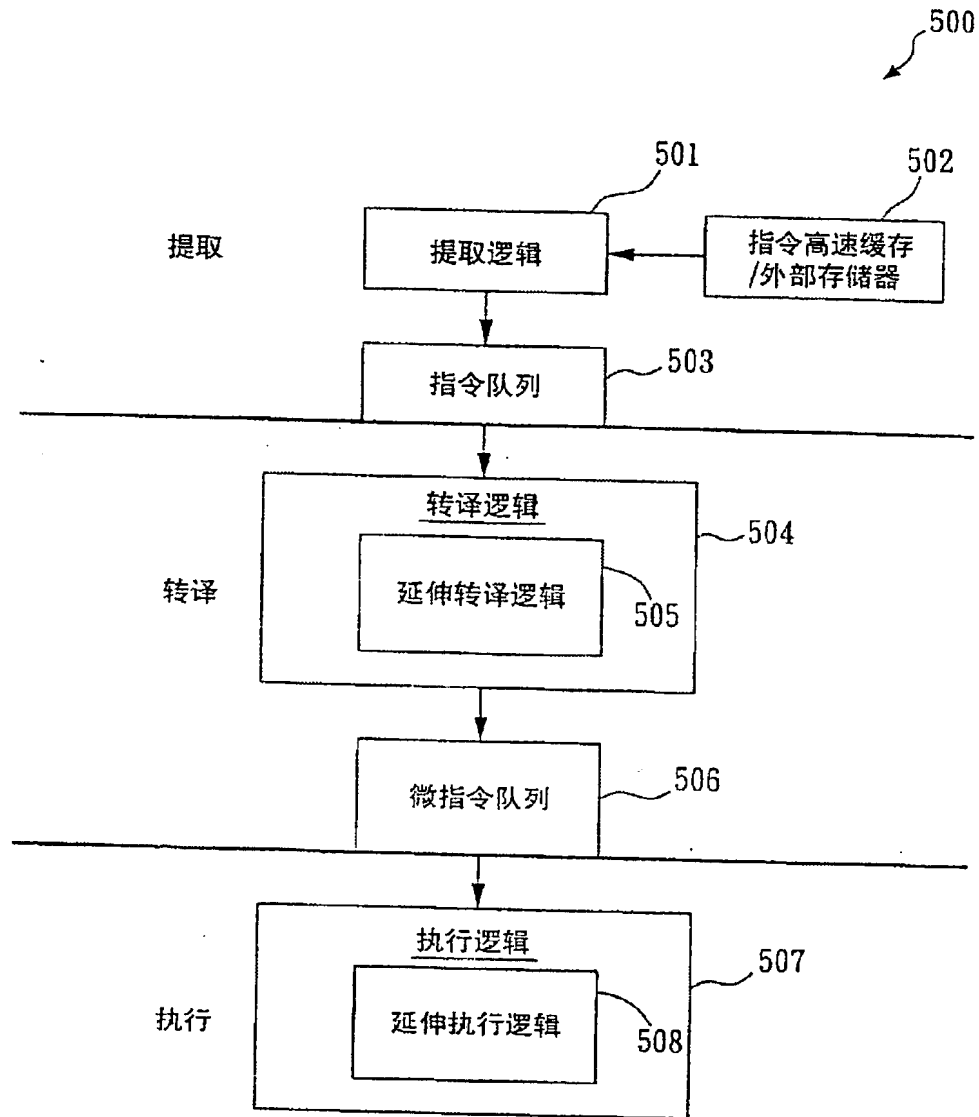 500
501
502
提取
提取逻辑
指令高速缓存
/外部存储器
503
指令队列
转译逻辑
504
转译
延伸转译逻辑
505
微指令队列
506
执行逻辑
507
执行
延伸执行逻辑
508